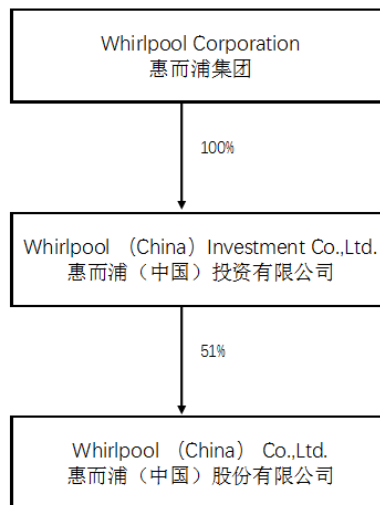 Whirlpool Corporation
惠而浦集团
100%
Whirlpool （China）Investment Co.,Ltd.
惠而浦（中国）投资有限公司
51%
Whirlpool （China） Co.,Ltd.
惠而浦（中国）股份有限公司